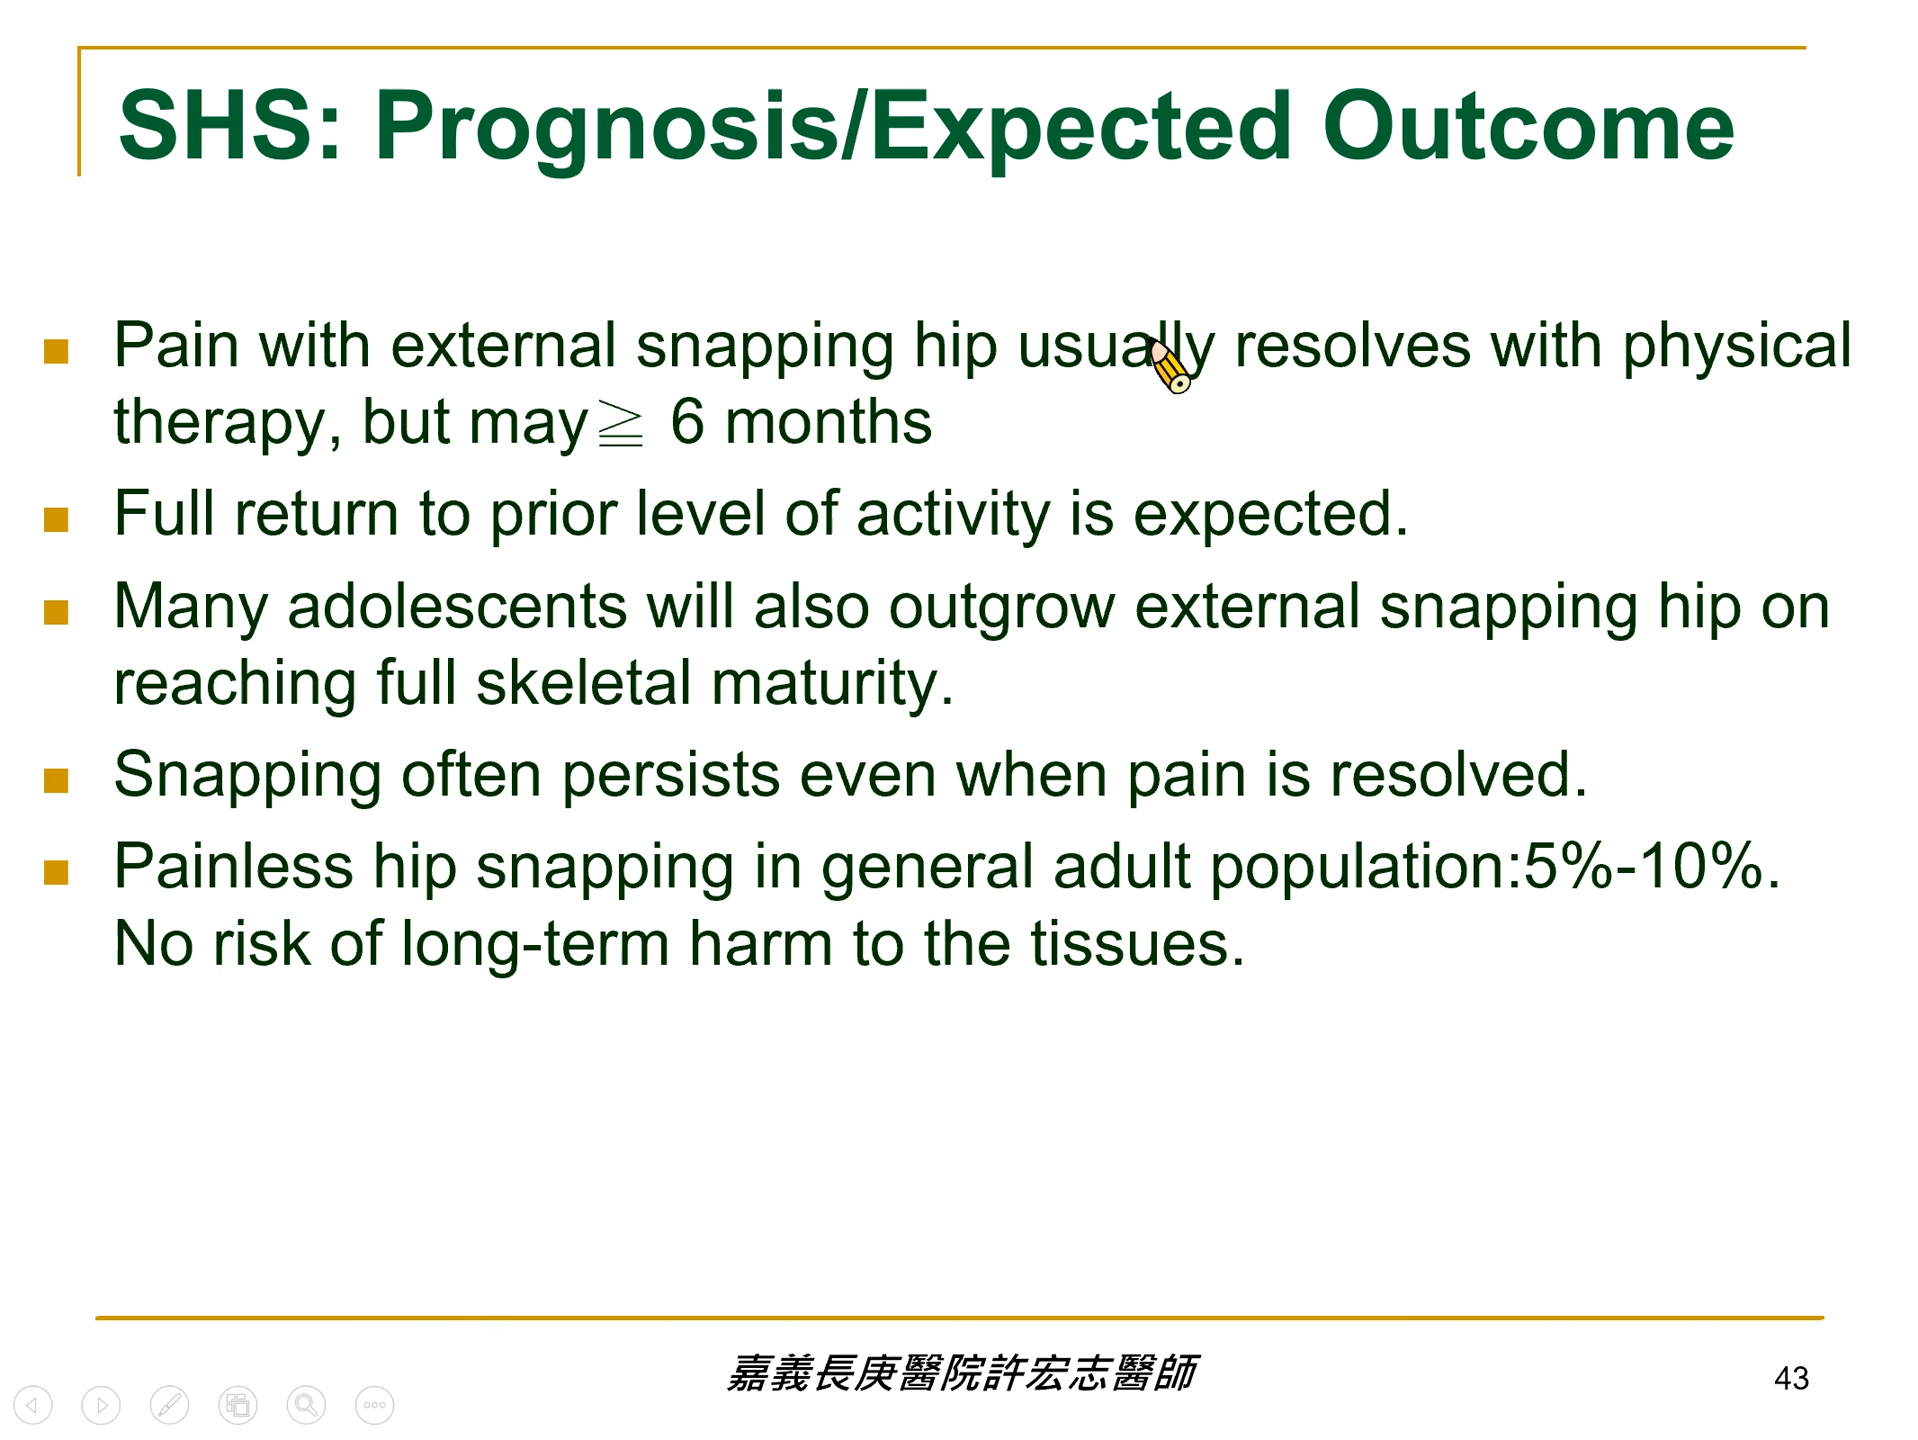 SHS: Prognosis/Expected Outcome
Pain with external snapping hip usually resolves with physical
therapy, but may≧ 6 months
Full return to prior level of activity is expected.
Many adolescents will also outgrow external snapping hip on
reaching full skeletal maturity.
Snapping often persists even when pain is resolved.
Painless hip snapping in general adult population:5%-10%.
No risk of long-term harm to the tissues.
嘉義長庚醫院許宏志醫師
43